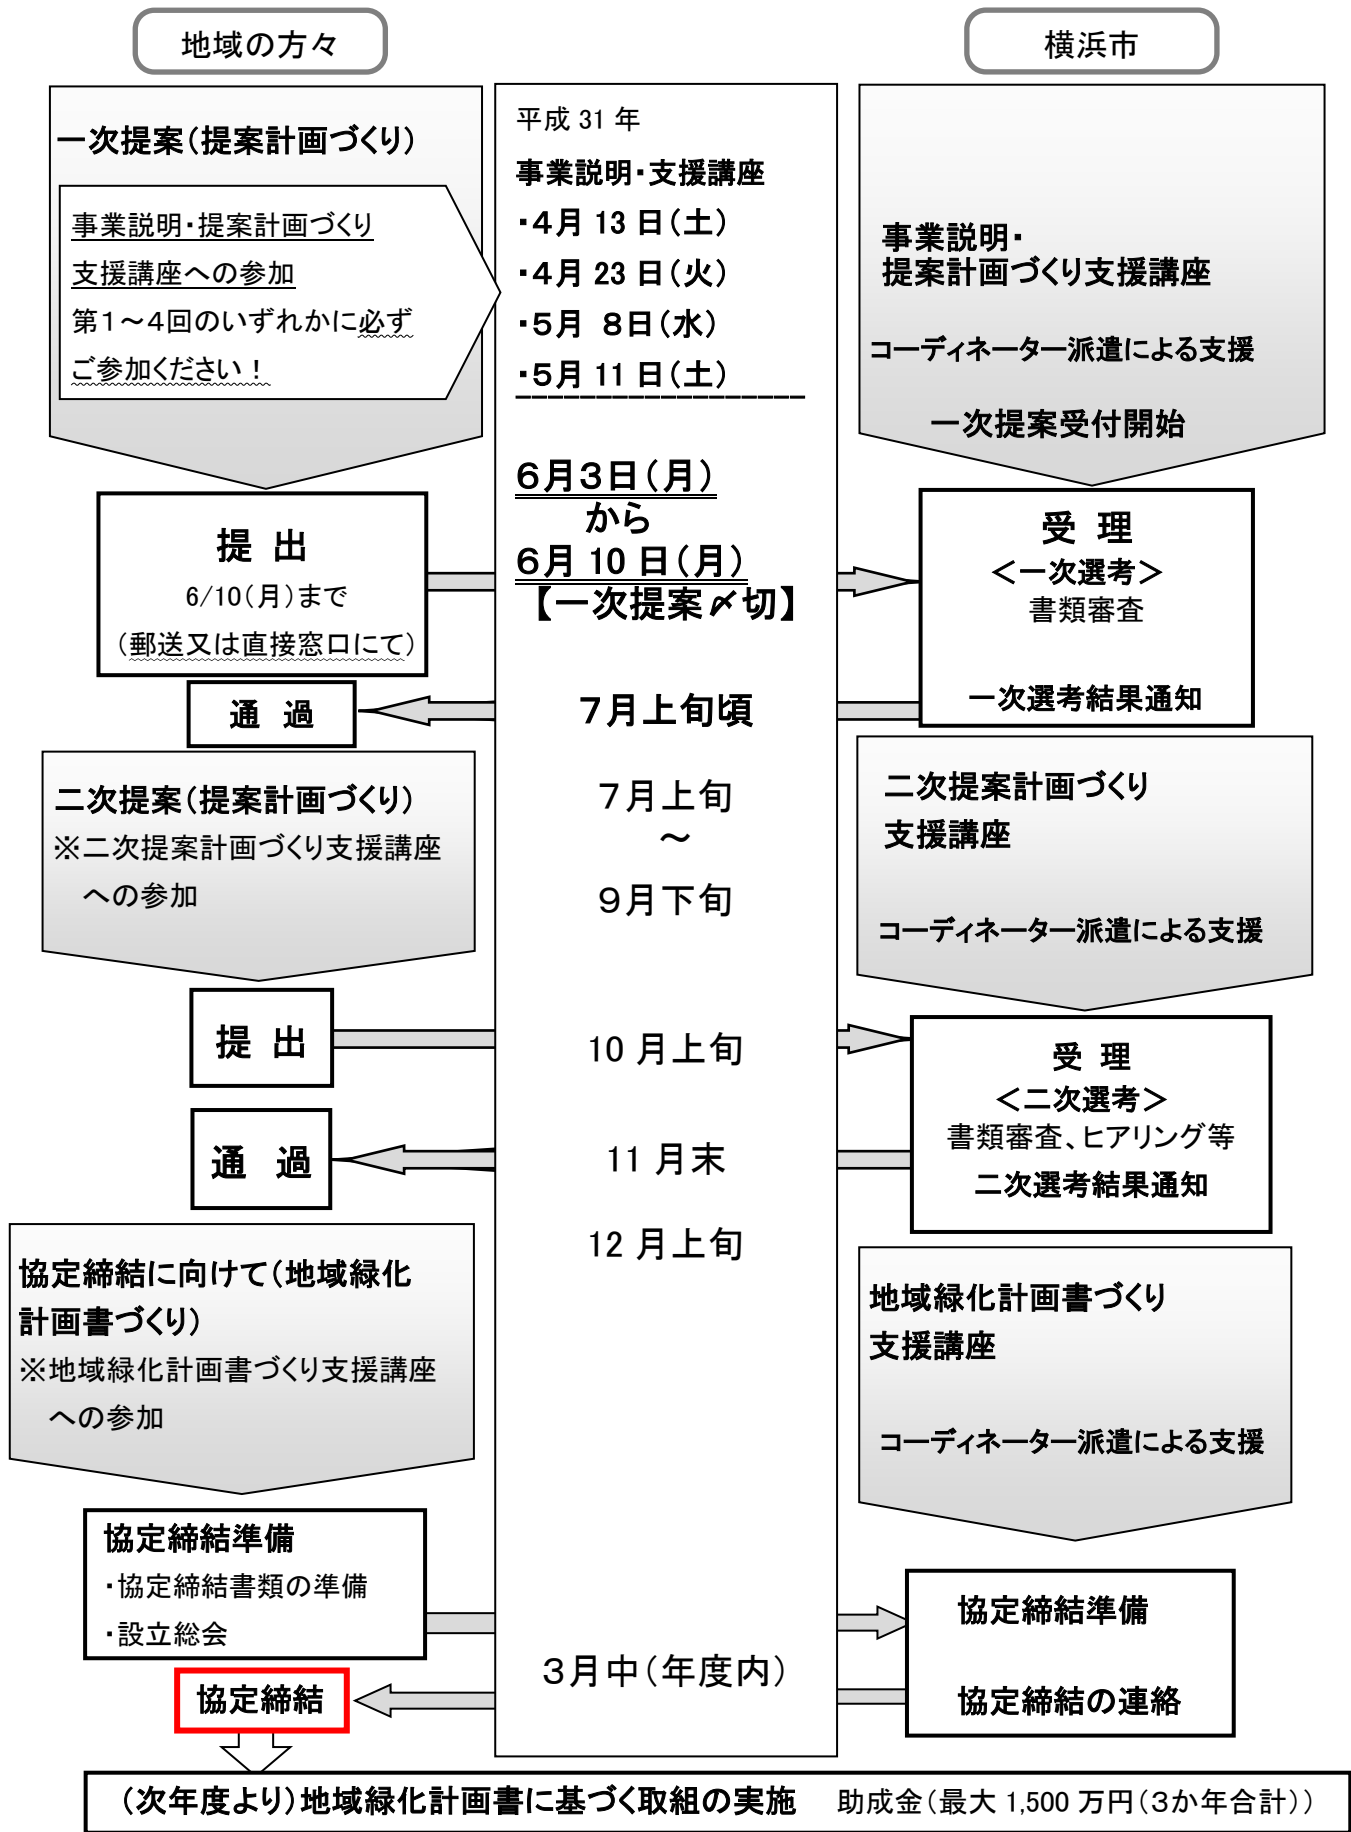 地域の方々
横浜市
一次提案(提案計画づくり)
事業説明・提案計画づくり
支援講座への参加
第1～4回のいずれかに必ず
ご参加ください！
平成 31 年
事業説明・支援講座
・4月 13 日(土)
・4月 23 日(火)
・5月 8日(水)
・5月 11 日(土)
事業説明・
提案計画づくり支援講座
コーディネーター派遣による支援
一次提案受付開始
提 出
6/10(月)まで
(郵送又は直接窓口にて)
6月3日(月)
から
6月 10 日(月)
【一次提案〆切】
受 理
＜一次選考＞
書類審査
一次選考結果通知
通 過
7月上旬頃
二次提案(提案計画づくり)
※二次提案計画づくり支援講座
への参加
7月上旬
～
9月下旬
二次提案計画づくり
支援講座
コーディネーター派遣による支援
提 出
10 月上旬
受 理
＜二次選考＞
書類審査、ヒアリング等
二次選考結果通知
通 過
11 月末
12 月上旬
協定締結に向けて(地域緑化
計画書づくり)
※地域緑化計画書づくり支援講座
への参加
地域緑化計画書づくり
支援講座
コーディネーター派遣による支援
協定締結準備
・協定締結書類の準備
・設立総会
3月中(年度内)
協定締結準備
協定締結の連絡
協定締結
(次年度より)地域緑化計画書に基づく取組の実施 助成金(最大 1,500 万円(3か年合計))